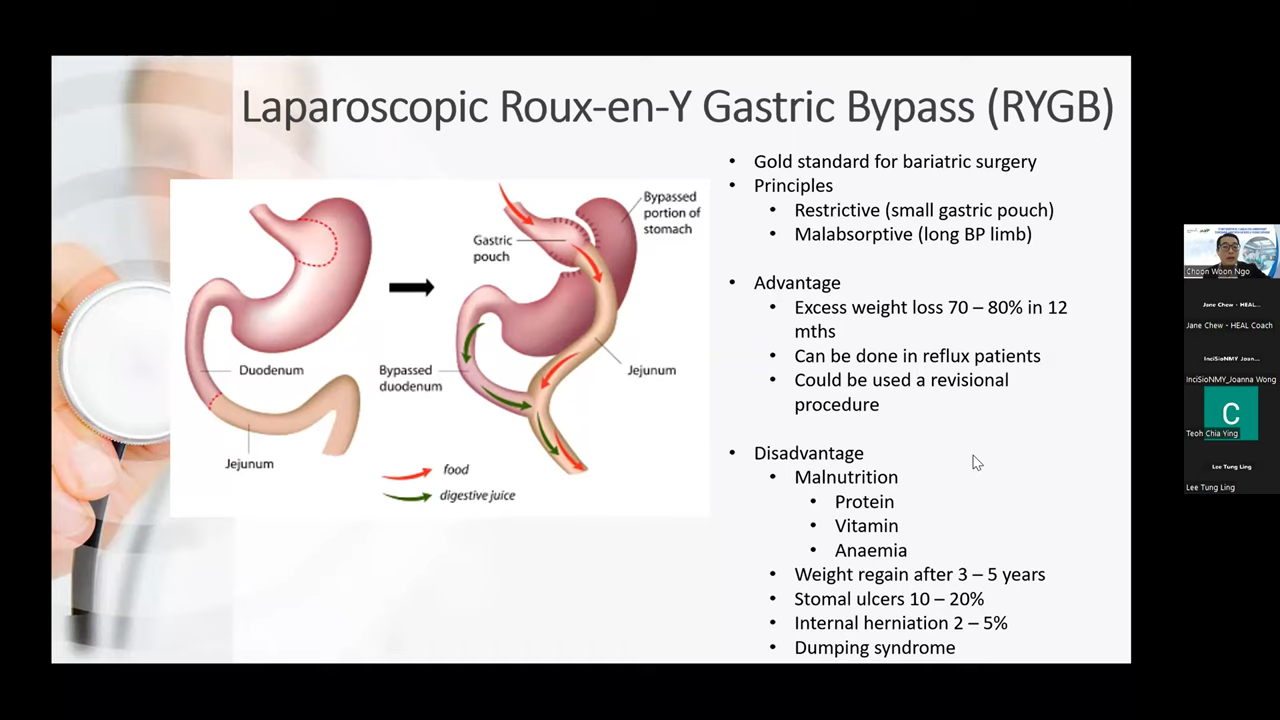 Laparoscopic Roux-en-Y Gastric Bypass (RYGB)
Bypassed
portion of
stomach
Gastric
pouch
Duodenum
Bypassed
duodenum
Jejunum
Jejunum
food
digestive juice
• Gold standard for bariatric surgery
• Principles
• Restrictive (small gastric pouch)
• Malabsorptive (long BP limb)
• Advantage
• Excess weight loss 70 – 80% in 12
mths
• Can be done in reflux patients
• Could be used a revisional
procedure
• Disadvantage
• Malnutrition
• Protein
• Vitamin
• Anaemia
• Weight regain after 3 – 5 years
• Stomal ulcers 10 – 20%
• Internal herniation 2 – 5%
• Dumping syndrome
Choon Woon Ngo
Jane Chew - HEAL...
Jane Chew - HEAL Coach
InciSioNMY_Joan...
InciSioNMY_Joanna Wong
C
Teoh Chia Ying
Lee Tung Ling
Lee Tung Ling